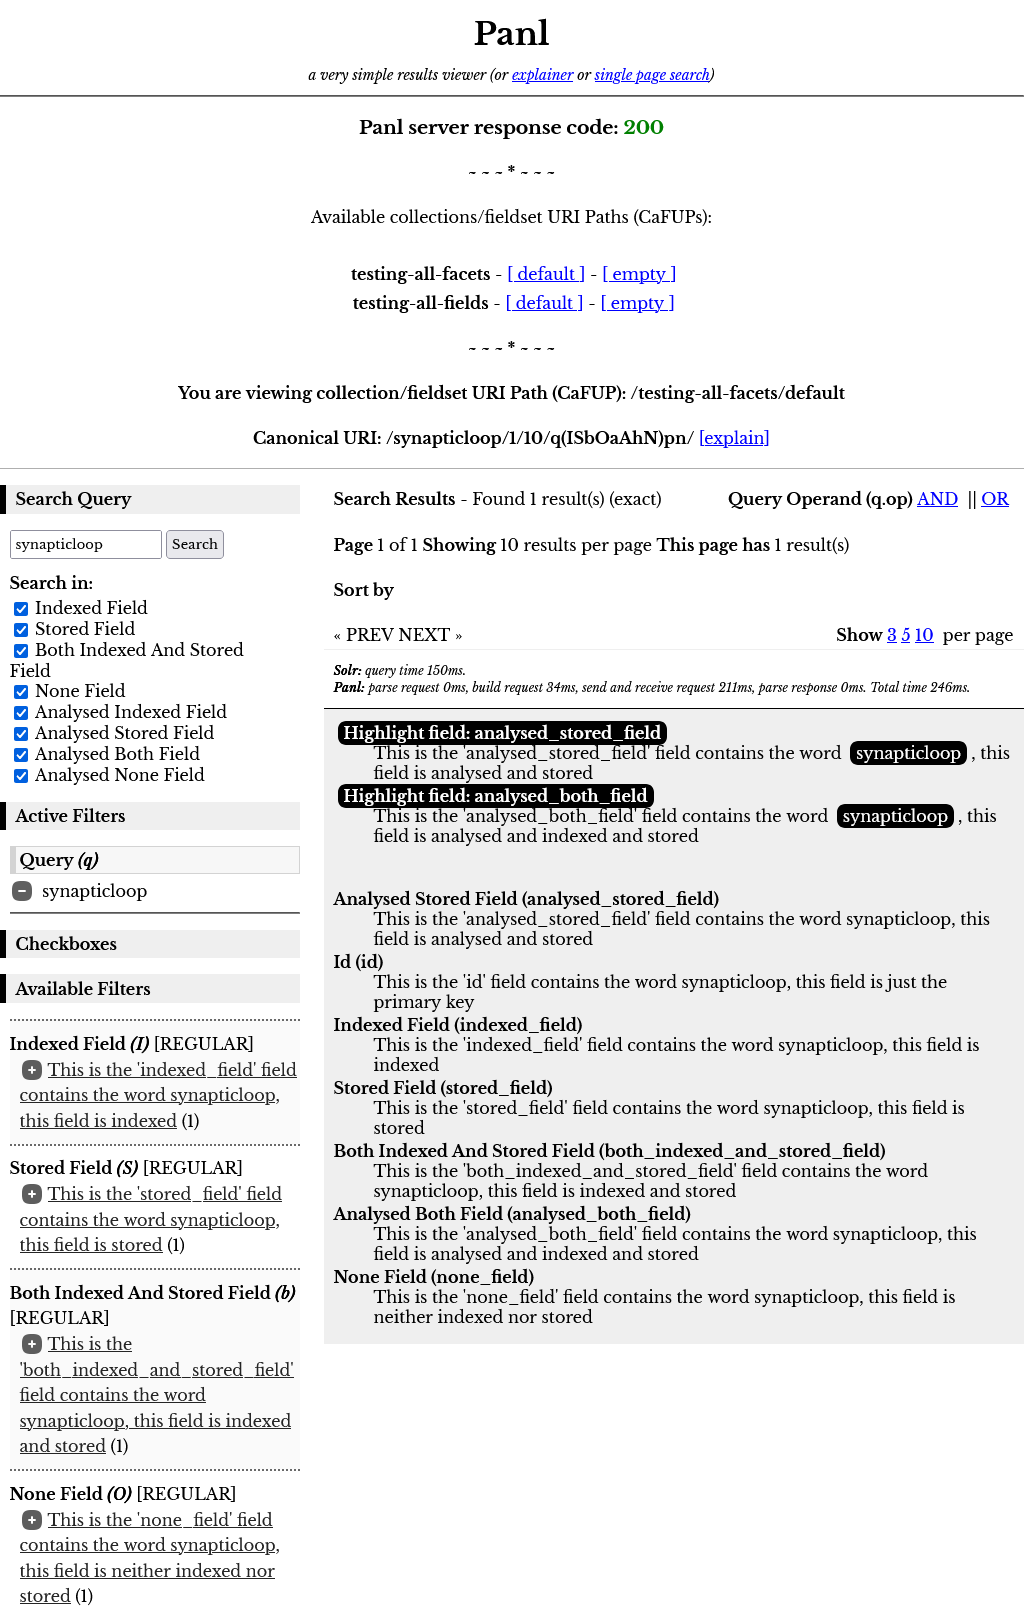 Panl
a very simple results viewer (or explainer or single page search)
Panl server response code: 200
~ ~ ~ * ~ ~ ~
Available collections/fieldset URI Paths (CaFUPs):
testing-all-facets - [ default ] - [ empty ]
testing-all-fields - [ default ] - [ empty ]
~ ~ ~ * ~ ~ ~
You are viewing collection/fieldset URI Path (CaFUP): /testing-all-facets/default
Canonical URI: /synapticloop/1/10/q(ISbOaAhN)pn/ [explain]
Search Query
synapticloop Search
Search in:
Indexed Field
Stored Field
Both Indexed And Stored
Field
None Field
Analysed Indexed Field
Analysed Stored Field
Analysed Both Field
Analysed None Field
Active Filters
Query (q)
synapticloop
Checkboxes
Available Filters
Indexed Field (I) [REGULAR]
This is the 'indexed_field' field
contains the word synapticloop,
this field is indexed (1)
Stored Field (S) [REGULAR]
This is the 'stored_field' field
contains the word synapticloop,
this field is stored (1)
Both Indexed And Stored Field (b)
[REGULAR]
This is the
'both_indexed_and_stored_field'
field contains the word
synapticloop, this field is indexed
and stored (1)
None Field (O) [REGULAR]
This is the 'none_field' field
contains the word synapticloop,
this field is neither indexed nor
stored (1)
Search Results - Found 1 result(s) (exact) Query Operand (q.op) AND || OR
Page 1 of 1 Showing 10 results per page This page has 1 result(s)
Sort by
« PREV NEXT » Show 3 5 10 per page
Solr: query time 150ms.
Panl: parse request 0ms, build request 34ms, send and receive request 211ms, parse response 0ms. Total time 246ms.
Highlight field: analysed_stored_field
This is the 'analysed_stored_field' field contains the word synapticloop , this
field is analysed and stored
Highlight field: analysed_both_field
This is the 'analysed_both_field' field contains the word synapticloop , this
field is analysed and indexed and stored
Analysed Stored Field (analysed_stored_field)
This is the 'analysed_stored_field' field contains the word synapticloop, this
field is analysed and stored
Id (id)
This is the 'id' field contains the word synapticloop, this field is just the
primary key
Indexed Field (indexed_field)
This is the 'indexed_field' field contains the word synapticloop, this field is
indexed
Stored Field (stored_field)
This is the 'stored_field' field contains the word synapticloop, this field is
stored
Both Indexed And Stored Field (both_indexed_and_stored_field)
This is the 'both_indexed_and_stored_field' field contains the word
synapticloop, this field is indexed and stored
Analysed Both Field (analysed_both_field)
This is the 'analysed_both_field' field contains the word synapticloop, this
field is analysed and indexed and stored
None Field (none_field)
This is the 'none_field' field contains the word synapticloop, this field is
neither indexed nor stored